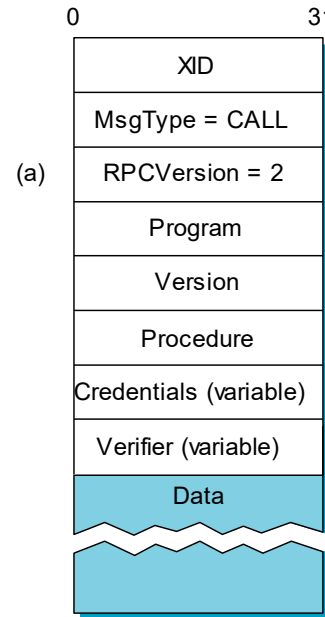 0 31
XID
MsgType = CALL
(a) RPCVersion = 2
Program
Version
Procedure
Credentials (variable)
Verifier (variable)
Data